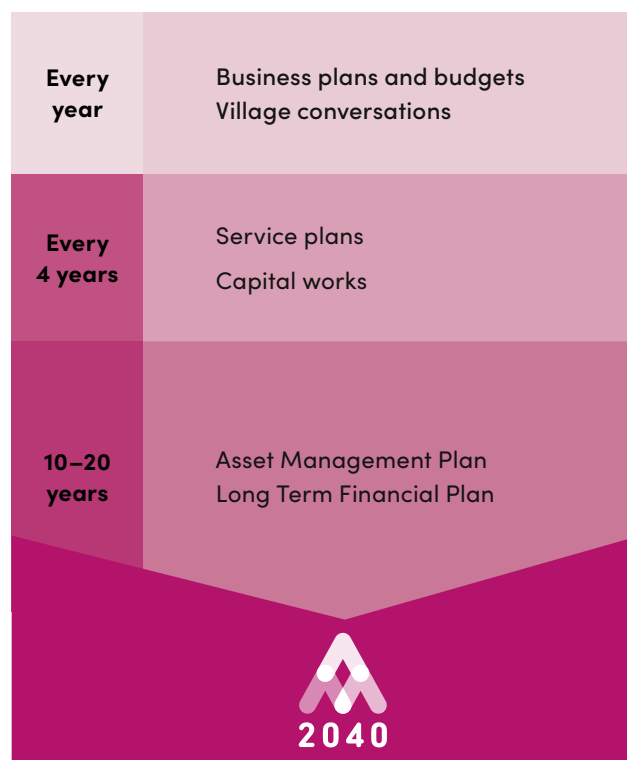 Every
year
Business plans and budgets
Village conversations
Every
4 years
Service plans
Capital works
10–20
years
Asset Management Plan
Long Term Financial Plan
2040